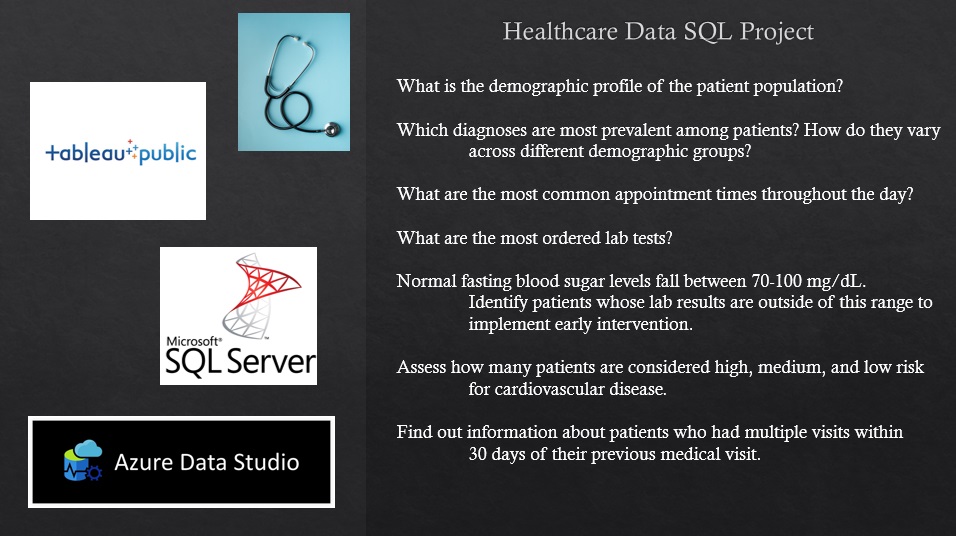 Healthcare Data SQL Project
What is the demographic profile of the patient population?
Which diagnoses are most prevalent among patients? How do they vary
across different demographic groups?
What are the most common appointment times throughout the day?
What are the most ordered lab tests?
Normal fasting blood sugar levels fall between 70-100 mg/dL.
Identify patients whose lab results are outside of this range to
implement early intervention.
Assess how many patients are considered high, medium, and low risk
for cardiovascular disease.
Find out information about patients who had multiple visits within
30 days of their previous medical visit.
tableau public
Microsoft®
SQL Server
Azure Data Studio